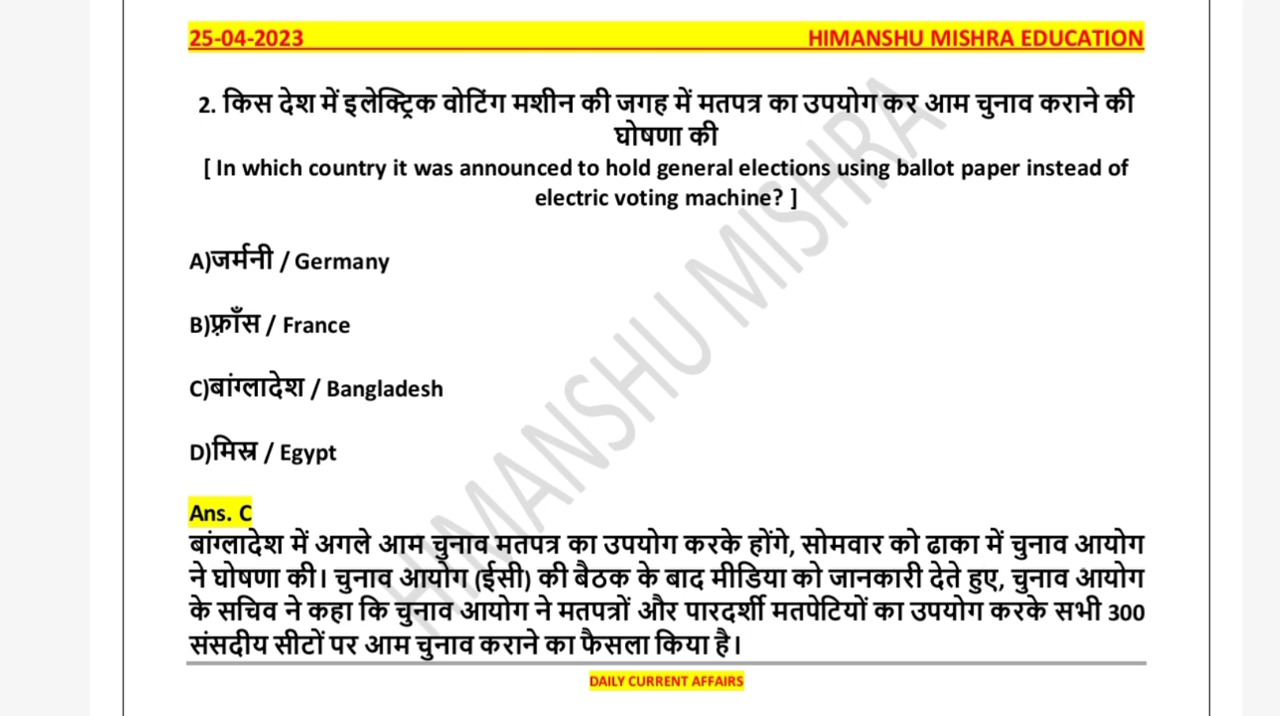 25-04-2023 HIMANSHU MISHRA EDUCATION
2. किस देश में इलेक्ट्रिक वोटिंग मशीन की जगह में मतपत्र का उपयोग कर आम चुनाव कराने की
घोषणा की
[ In which country it was announced to hold general elections using ballot paper instead of
electric voting machine? ]
A)जर्मनी / Germany
B)फ़्राँस / France
C)बांग्लादेश / Bangladesh
D)मिस्र / Egypt
Ans. C
बांग्लादेश में अगले आम चुनाव मतपत्र का उपयोग करके होंगे, सोमवार को ढाका में चुनाव आयोग
ने घोषणा की। चुनाव आयोग (ईसी) की बैठक के बाद मीडिया को जानकारी देते हुए, चुनाव आयोग
के सचिव ने कहा कि चुनाव आयोग ने मतपत्रों और पारदर्शी मतपेटियों का उपयोग करके सभी 300
संसदीय सीटों पर आम चुनाव कराने का फैसला किया है।
HIMANSHU MISHRA
DAILY CURRENT AFFAIRS